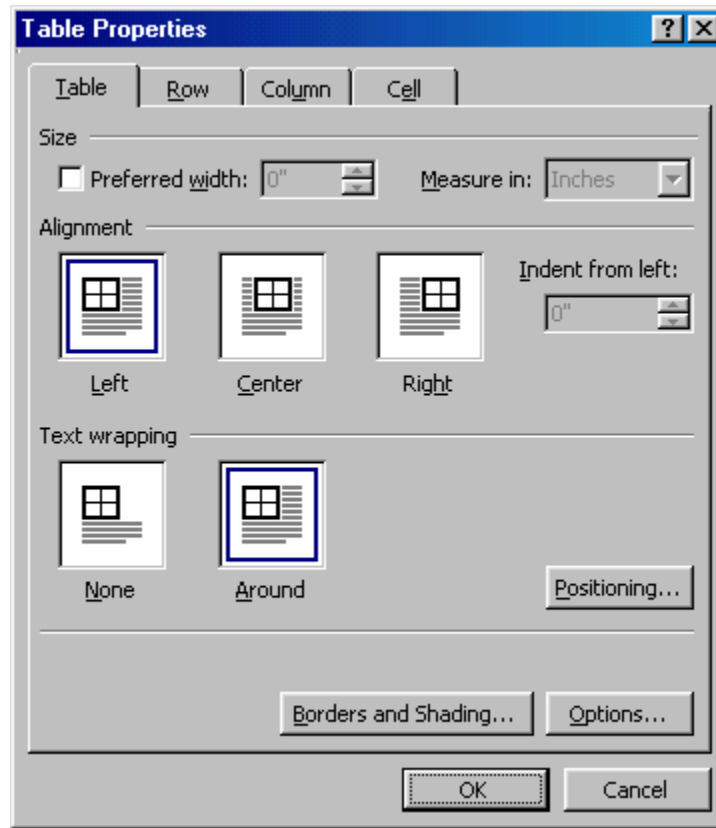 Table Properties
Table Row Column Cell
Size
Preferred width: 0" Measure in: Inches
Alignment
Indent from left:
0"
Left Center Right
Text wrapping
None Around
Positioning...
Borders and Shading... Options...
OK Cancel